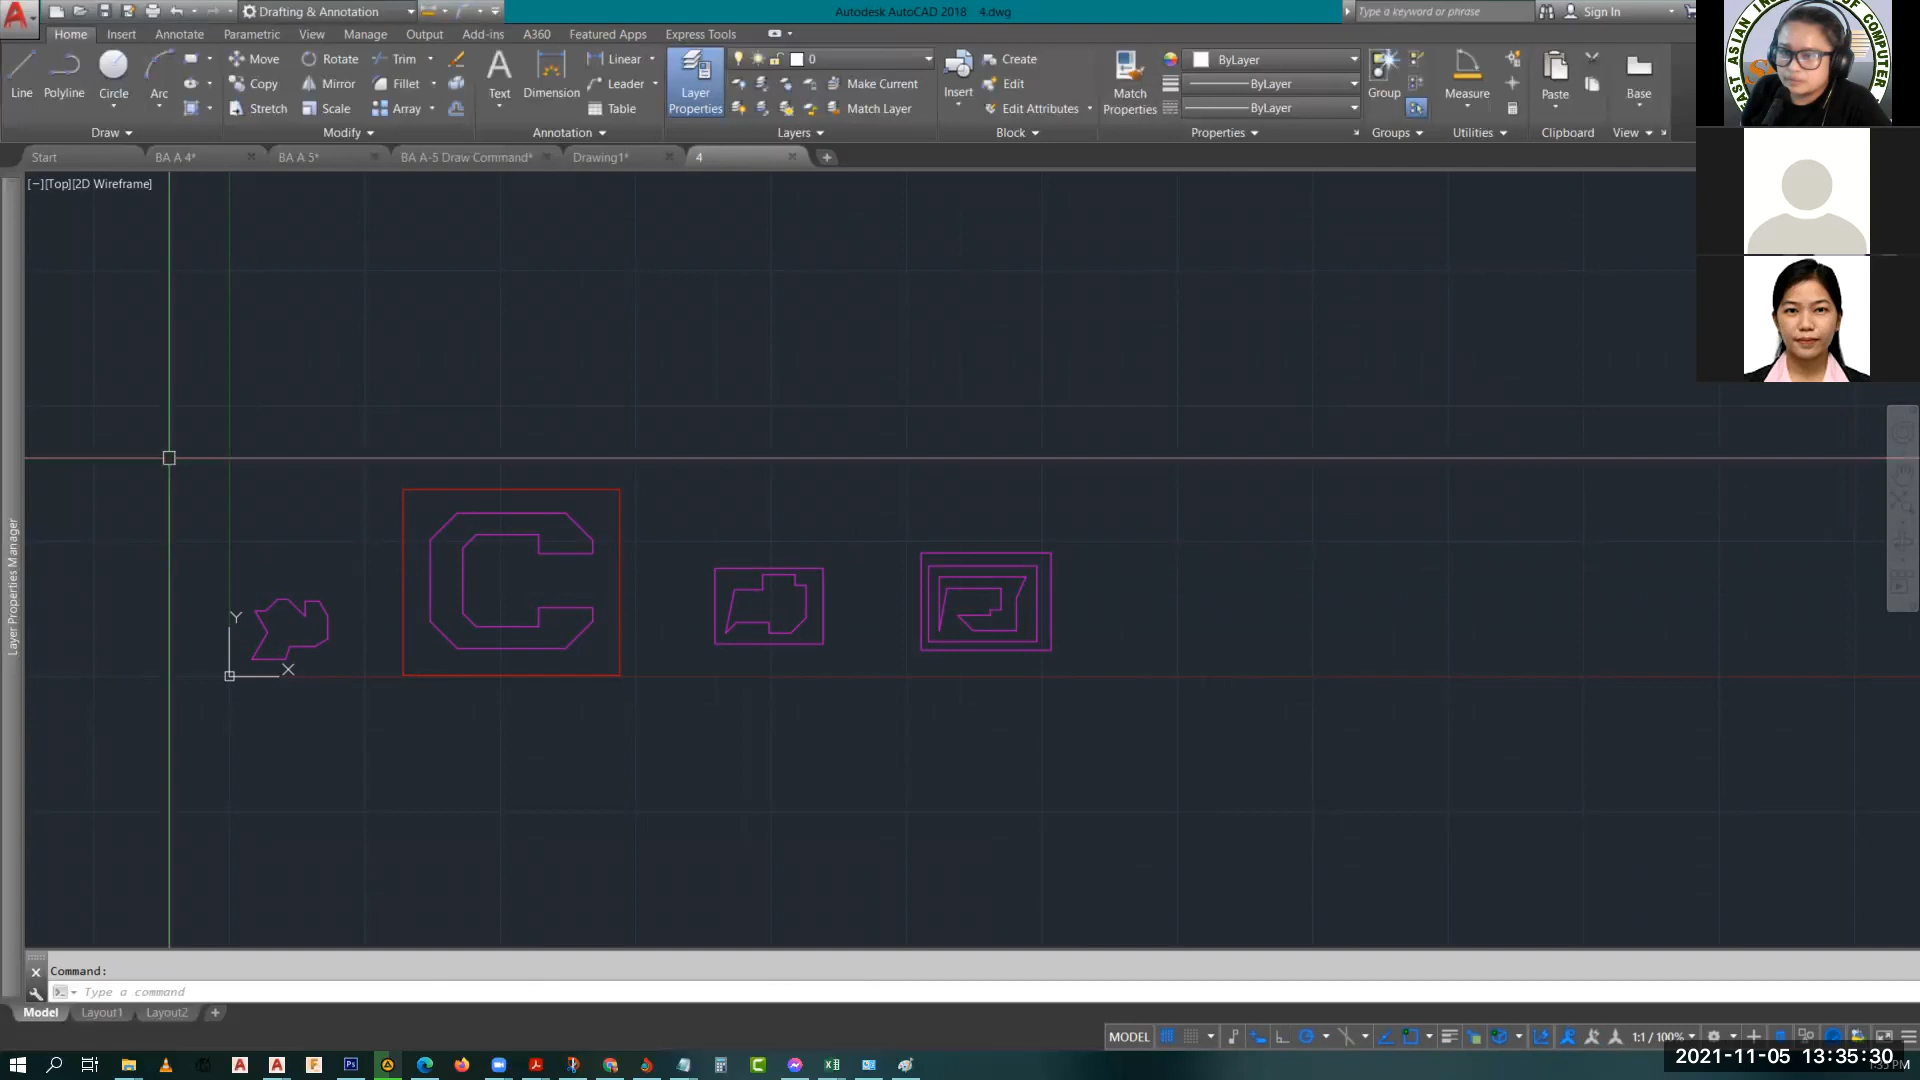 Drafting & Annotation
Autodesk AutoCAD 2018 4.dwg
Type a keyword or phrase
Sign In
Home Insert Annotate Parametric View Manage Output Add-ins A360 Featured Apps Express Tools
Line
Polyline
Circle
Arc
Move
Rotate
Trim
Copy
Mirror
Fillet
Stretch
Scale
Array
Text
Dimension
Linear
Leader
Table
Layer
Properties
0
Make Current
Match Layer
Insert
Create
Edit
Edit Attributes
Match
Properties
ByLayer
ByLayer
ByLayer
Group
Measure
Paste
Base
Draw
Modify
Annotation
Layers
Block
Properties
Groups
Utilities
Clipboard
View
Start
BA A 4*
BA A 5*
BA A-5 Draw Command*
Drawing1*
4
[−][Top][2D Wireframe]
Layer Properties Manager
Y
X
Command:
Type a command
Model
Layout1
Layout2
MODEL
1:1 / 100%
2021-11-05 13:35:30